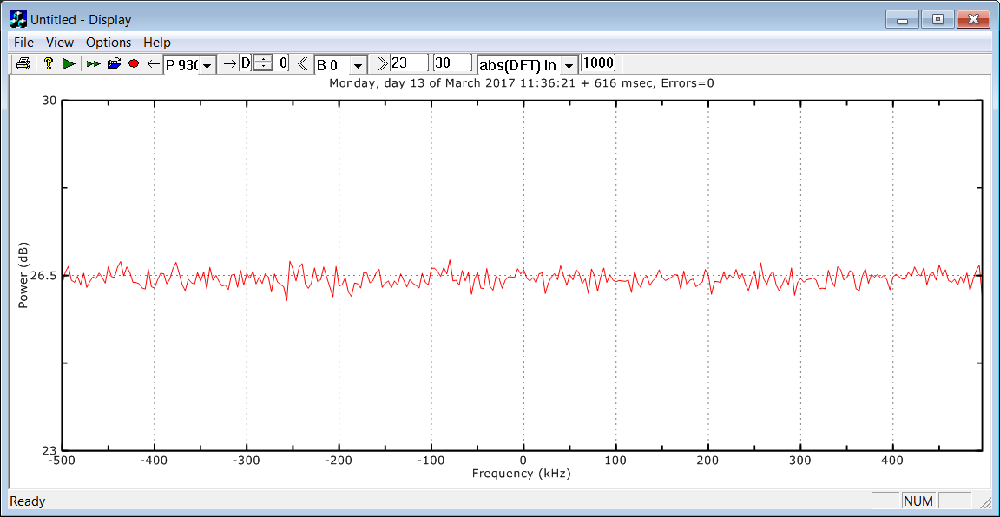 Untitled - Display
File View Options Help
P 930 D 0 B 0 23 30 abs(DFT) in 1000
Monday, day 13 of March 2017 11:36:21 + 616 msec, Errors=0
30
26.5
23
Power (dB)
-500 -400 -300 -200 -100 0 100 200 300 400
Frequency (kHz)
Ready NUM